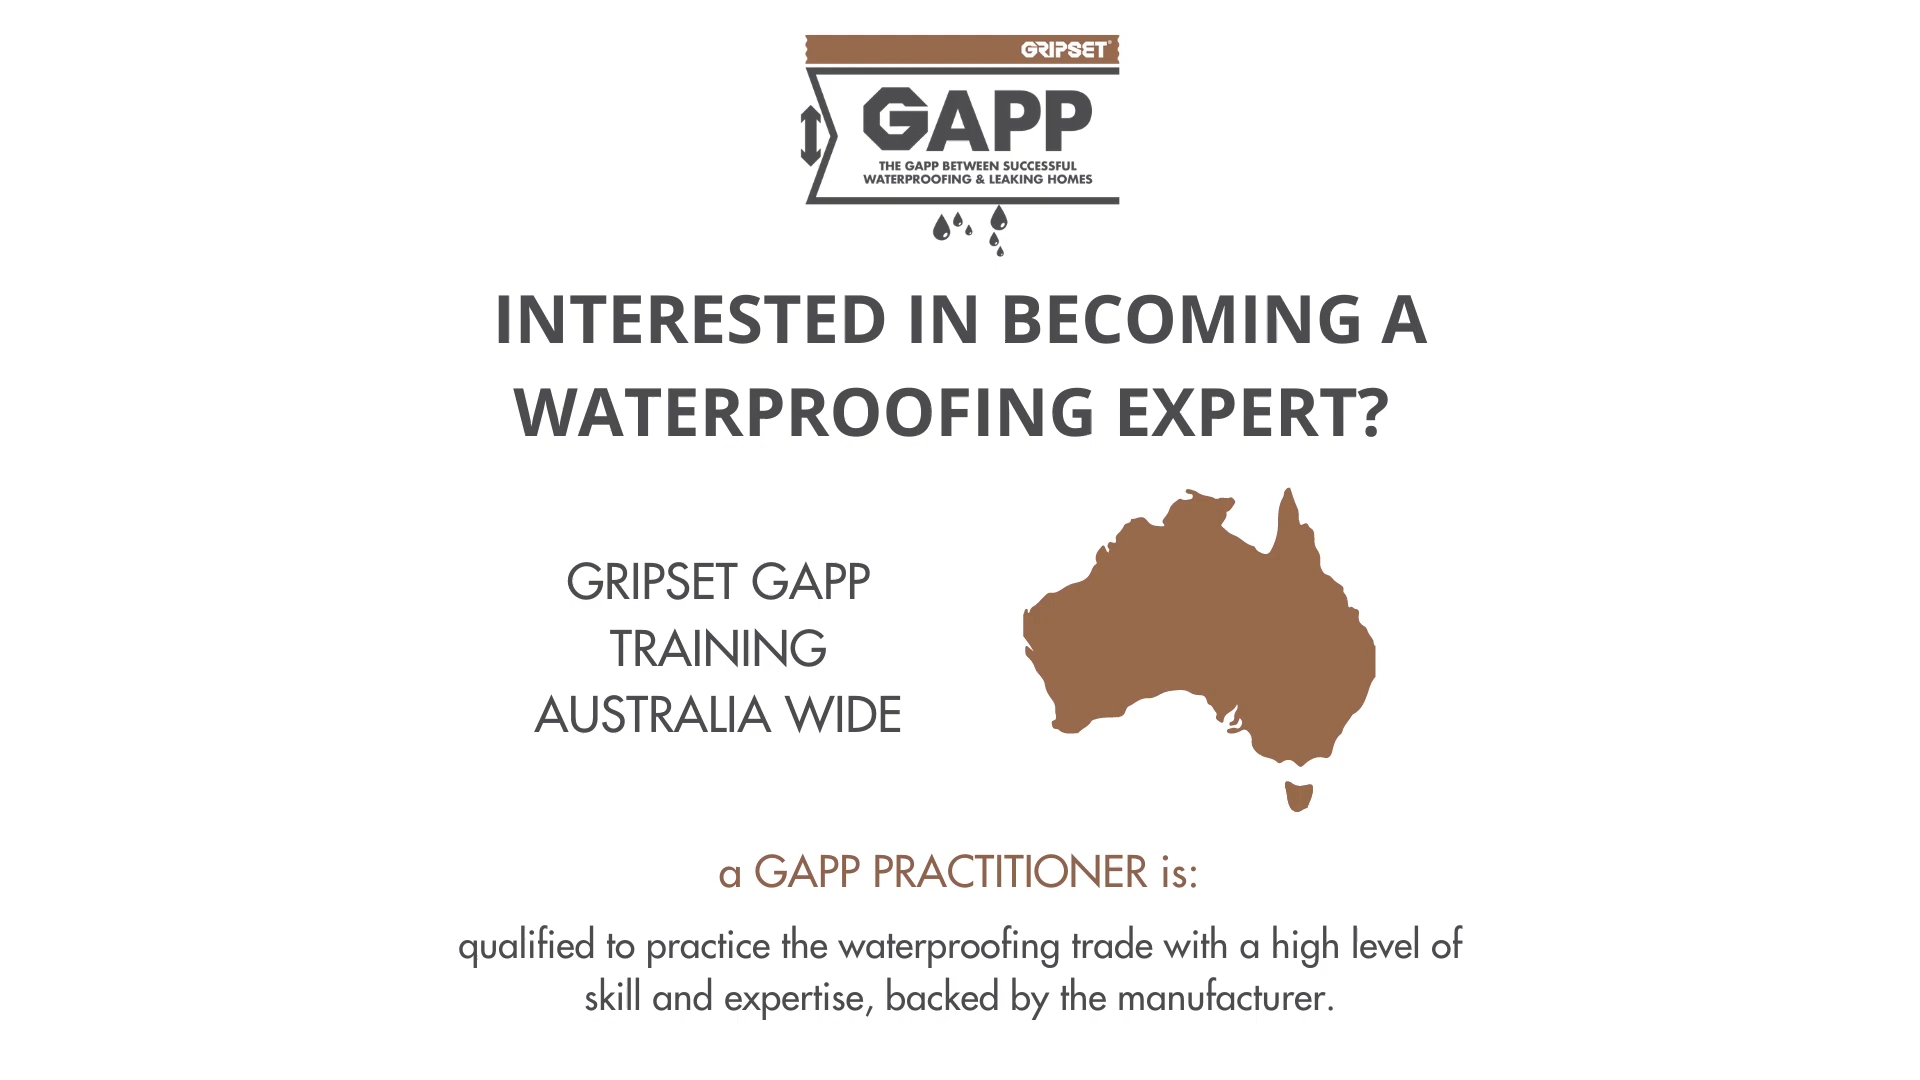 GRIPSET®
GAPP
THE GAPP BETWEEN SUCCESSFUL
WATERPROOFING & LEAKING HOMES
INTERESTED IN BECOMING A
WATERPROOFING EXPERT?
GRIPSET GAPP
TRAINING
AUSTRALIA WIDE
a GAPP PRACTITIONER is:
qualified to practice the waterproofing trade with a high level of
skill and expertise, backed by the manufacturer.